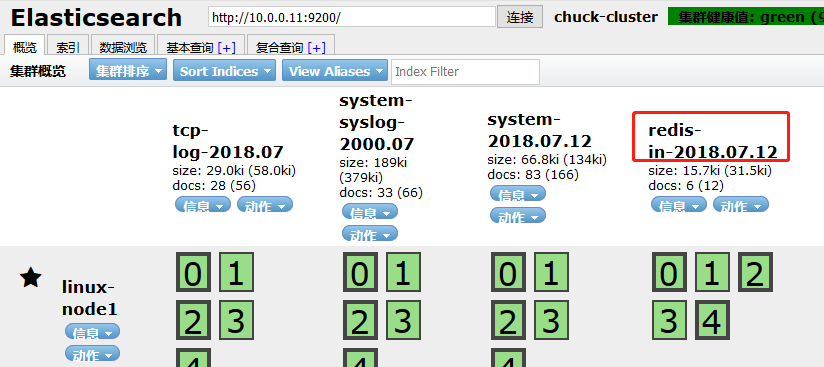 Elasticsearch http://10.0.0.11:9200/ 连接 chuck-cluster 集群健康值: green (9
概览 索引 数据浏览 基本查询 [+] 复合查询 [+]
集群概览 集群排序 Sort Indices View Aliases Index Filter
tcp-
log-2018.07
size: 29.0ki (58.0ki)
docs: 28 (56)
信息 动作
system-
syslog-
2000.07
size: 189ki
(379ki)
docs: 33 (66)
信息
动作
system-
2018.07.12
size: 66.8ki (134ki)
docs: 83 (166)
信息
动作
redis-
in-2018.07.12
size: 15.7ki (31.5ki)
docs: 6 (12)
信息 动作
linux-
node1
信息
动作
0 1 0 1 0 1 0 1 2
2 3 2 3 2 3 3 4
4 4 4